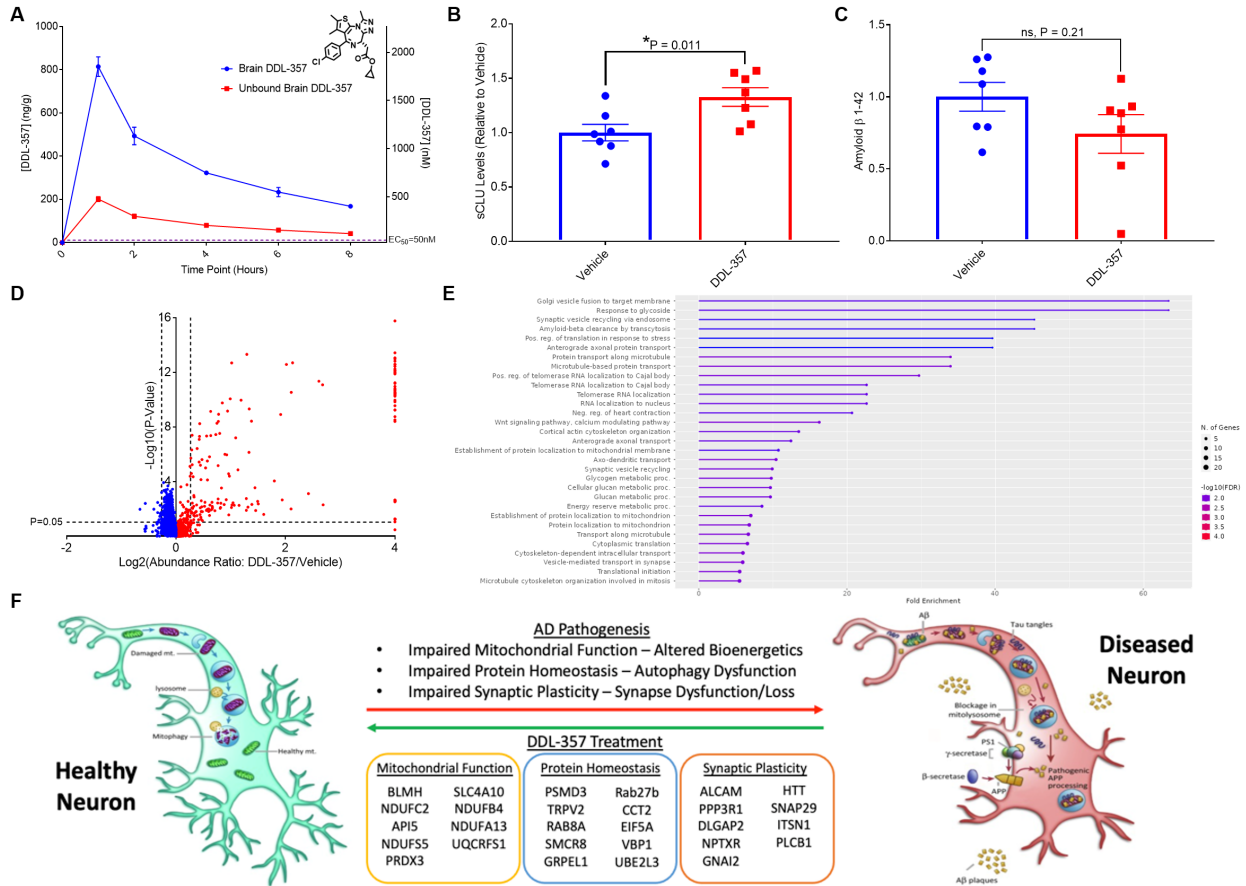 A
1000
800
600
400
200
0
[DDL-357] (ng/g)
2000
1500
1000
500
[DDL-357] (nM)
Brain DDL-357
Unbound Brain DDL-357
S
N
N
N
N
Cl
O
O
EC50=50nM
0
2
4
6
8
Time Point (Hours)
B
2.0
1.5
1.0
0.5
0.0
sCLU Levels (Relative to Vehicle)
*P = 0.011
Vehicle
DDL-357
C
1.5
1.0
0.5
0.0
Amyloid β 1-42
ns, P = 0.21
Vehicle
DDL-357
D
16
12
8
4
-Log10(P-Value)
P=0.05
-2
0
2
4
Log2(Abundance Ratio: DDL-357/Vehicle)
E
Golgi vesicle fusion to target membrane
Response to glycoside
Synaptic vesicle recycling via endosome
Amyloid-beta clearance by transcytosis
Pos. reg. of translation in response to stress
Anterograde axonal protein transport
Protein transport along microtubule
Microtubule-based protein transport
Pos. reg. of telomerase RNA localization to Cajal body
Telomerase RNA localization to Cajal body
Telomerase RNA localization
RNA localization to nucleus
Neg. reg. of heart contraction
Wnt signaling pathway, calcium modulating pathway
Cortical actin cytoskeleton organization
Anterograde axonal transport
Establishment of protein localization to mitochondrial membrane
Axo-dendritic transport
Synaptic vesicle recycling
Glycogen metabolic proc.
Cellular glucan metabolic proc.
Glucan metabolic proc.
Energy reserve metabolic proc.
Establishment of protein localization to mitochondrion
Protein localization to mitochondrion
Transport along microtubule
Cytoplasmic translation
Cytoskeleton-dependent intracellular transport
Vesicle-mediated transport in synapse
Translational initiation
Microtubule cytoskeleton organization involved in mitosis
0
20
40
60
Fold Enrichment
N. of Genes
5
10
15
20
-log10(FDR)
2.0
2.5
3.0
3.5
4.0
F
Damaged mt.
lysosome
Mitophagy
Healthy mt.
Healthy
Neuron
AD Pathogenesis
• Impaired Mitochondrial Function – Altered Bioenergetics
• Impaired Protein Homeostasis – Autophagy Dysfunction
• Impaired Synaptic Plasticity – Synapse Dysfunction/Loss
DDL-357 Treatment
Mitochondrial Function
BLMH SLC4A10
NDUFC2 NDUFB4
API5 NDUFA13
NDUFS5 UQCRFS1
PRDX3
Protein Homeostasis
PSMD3 Rab27b
TRPV2 CCT2
RAB8A EIF5A
SMCR8 VBP1
GRPEL1 UBE2L3
Synaptic Plasticity
ALCAM HTT
PPP3R1 SNAP29
DLGAP2 ITSN1
NPTXR PLCB1
GNAI2
Aβ
Tau tangles
Diseased
Neuron
Blockage in
mitolysosome
PS1
γ-secretase
β-secretase
APP
Pathogenic
APP
processing
Aβ plaques